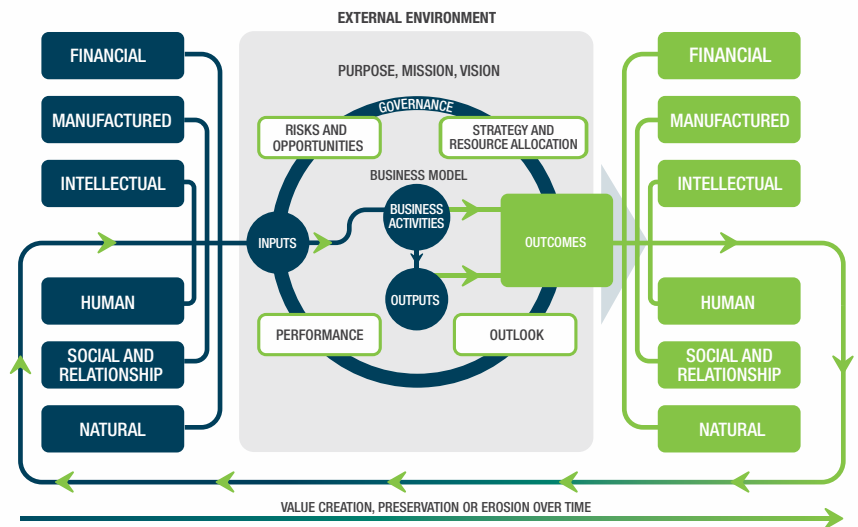 EXTERNAL ENVIRONMENT
FINANCIAL
MANUFACTURED
INTELLECTUAL
HUMAN
SOCIAL AND
RELATIONSHIP
NATURAL
PURPOSE, MISSION, VISION
GOVERNANCE
RISKS AND
OPPORTUNITIES
STRATEGY AND
RESOURCE ALLOCATION
BUSINESS MODEL
INPUTS
BUSINESS
ACTIVITIES
OUTPUTS
OUTCOMES
PERFORMANCE
OUTLOOK
FINANCIAL
MANUFACTURED
INTELLECTUAL
HUMAN
SOCIAL AND
RELATIONSHIP
NATURAL
VALUE CREATION, PRESERVATION OR EROSION OVER TIME